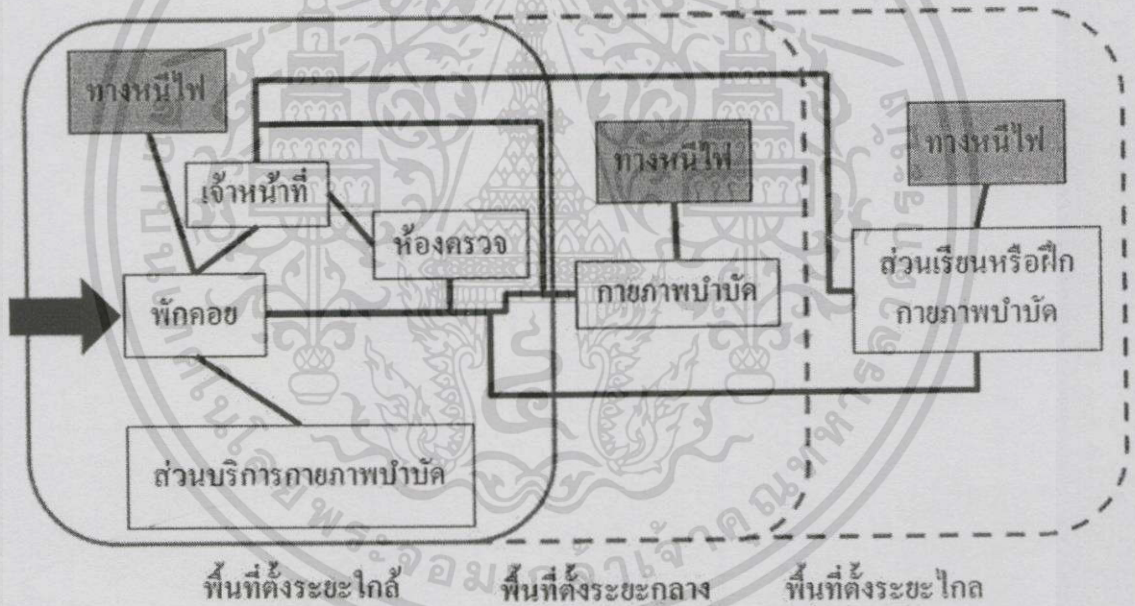 ทางหนีไฟ
เจ้าหน้าที่
ห้องตรวจ
พักคอย
ส่วนบริการกายภาพบำบัด
ทางหนีไฟ
กายภาพบำบัด
ทางหนีไฟ
ส่วนเรียนหรือฝึก
กายภาพบำบัด
พื้นที่ตั้งระยะใกล้
พื้นที่ตั้งระยะกลาง
พื้นที่ตั้งระยะไกล